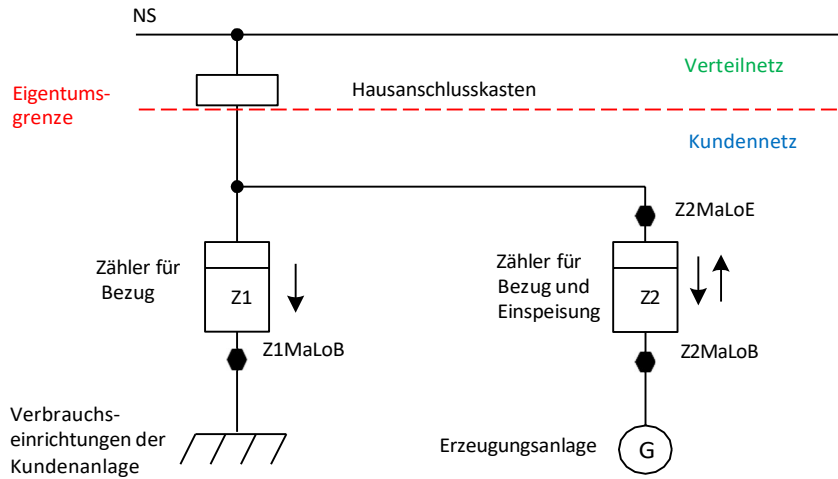 NS
Verteilnetz
Hausanschlusskasten
Eigentums-
grenze
Kundennetz
Z2MaLoE
Zähler für
Bezug
Z1
Zähler für
Bezug und
Einspeisung
Z2
Z1MaLoB
Z2MaLoB
Verbrauchs-
einrichtungen der
Kundenanlage
Erzeugungsanlage
G